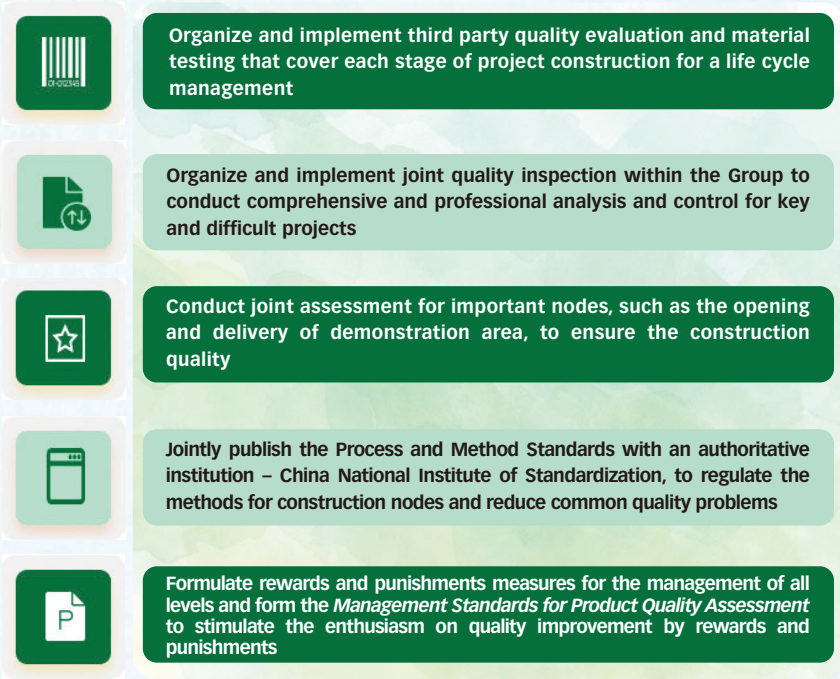 Organize and implement third party quality evaluation and material
testing that cover each stage of project construction for a life cycle
management
Organize and implement joint quality inspection within the Group to
conduct comprehensive and professional analysis and control for key
and difficult projects
Conduct joint assessment for important nodes, such as the opening
and delivery of demonstration area, to ensure the construction
quality
Jointly publish the Process and Method Standards with an authoritative
institution – China National Institute of Standardization, to regulate the
methods for construction nodes and reduce common quality problems
P
Formulate rewards and punishments measures for the management of all
levels and form the Management Standards for Product Quality Assessment
to stimulate the enthusiasm on quality improvement by rewards and
punishments